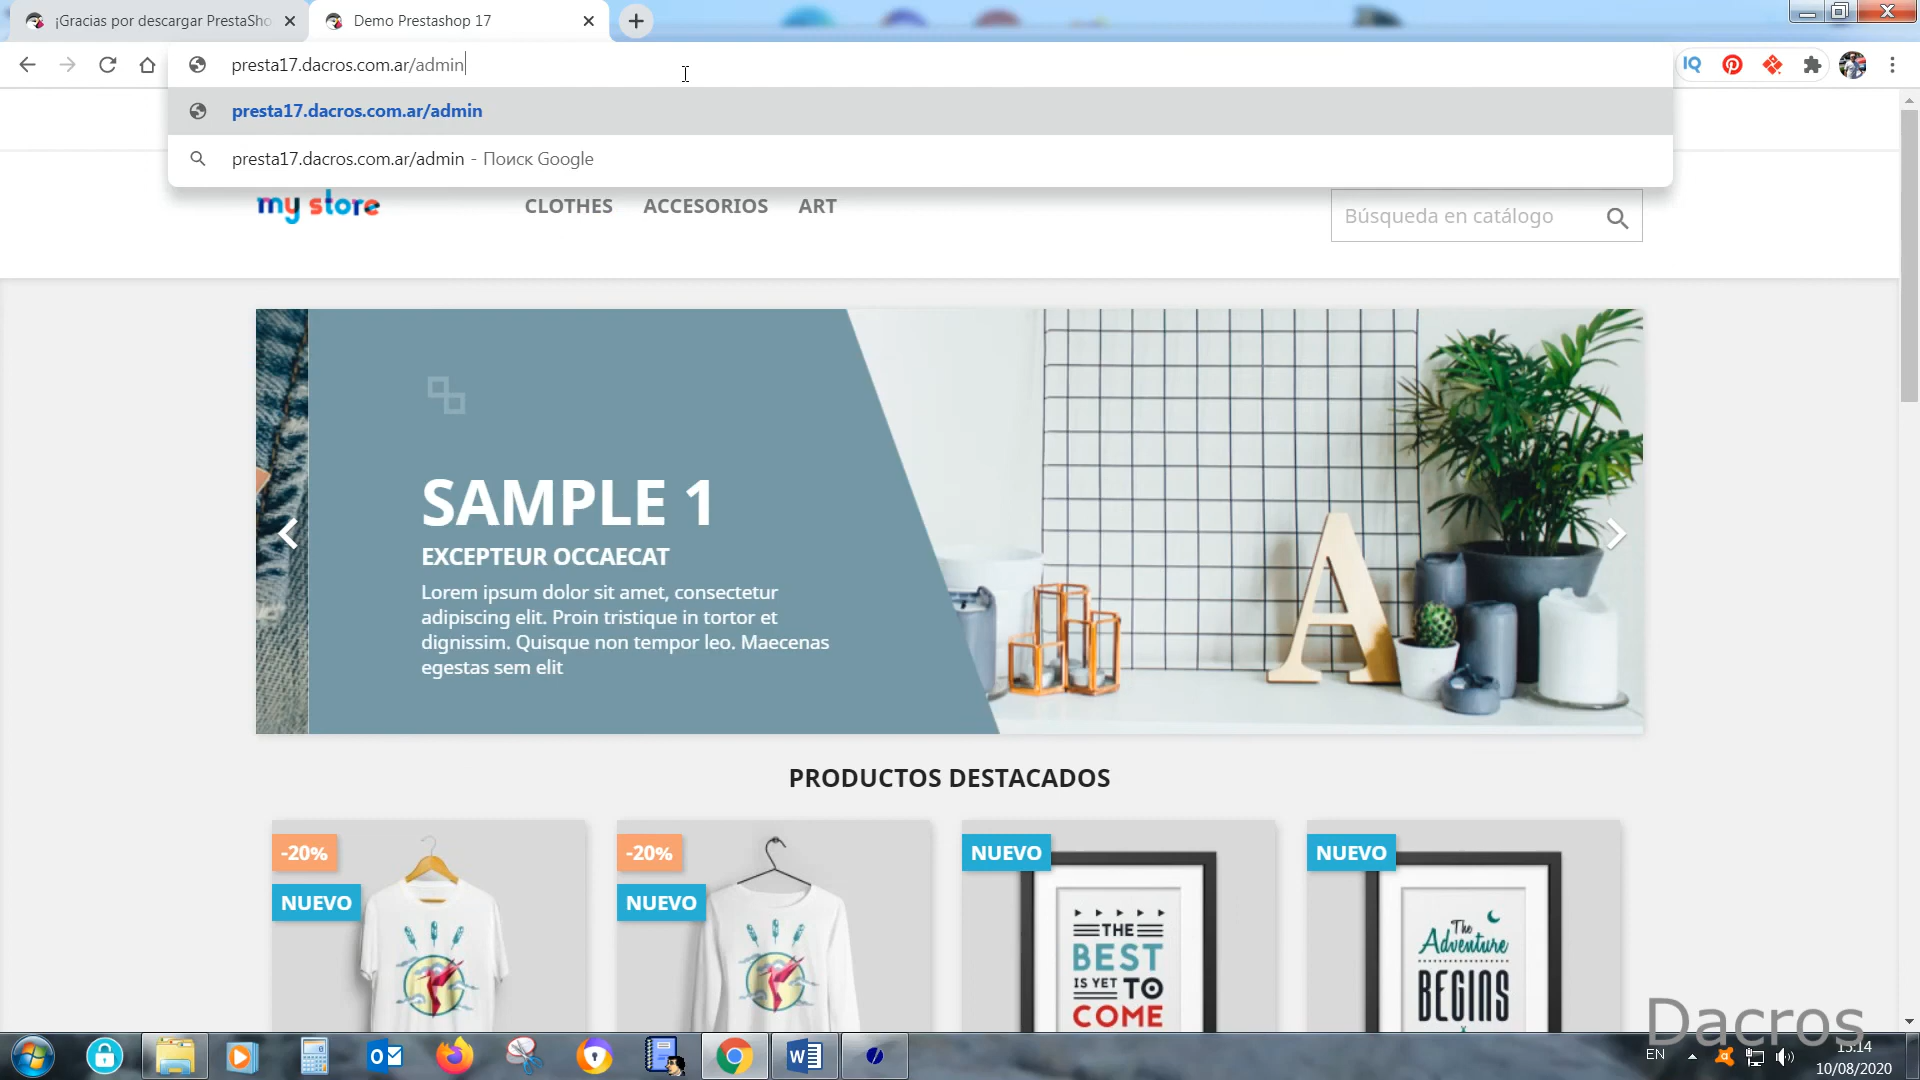 ¡Gracias por descargar PrestaSho
Demo Prestashop 17
presta17.dacros.com.ar/admin
IQ
presta17.dacros.com.ar/admin
presta17.dacros.com.ar/admin - Поиск Google
my store
CLOTHES
ACCESORIOS
ART
Búsqueda en catálogo
SAMPLE 1
EXCEPTEUR OCCAECAT
Lorem ipsum dolor sit amet, consectetur
adipiscing elit. Proin tristique in tortor et
dignissim. Quisque non tempor leo. Maecenas
egestas sem elit
A
PRODUCTOS DESTACADOS
-20%
NUEVO
-20%
NUEVO
NUEVO
THE
BEST
IS YET TO
COME
NUEVO
The
Adventure
BEGINS
Dacros
EN
15:14
10/08/2020